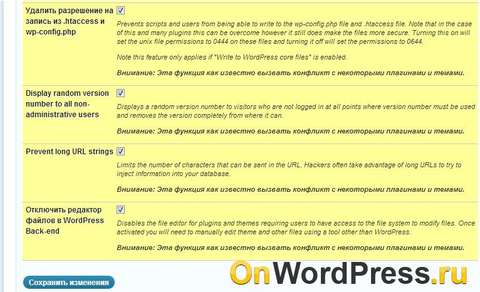 Удалить разрешение на
запись из .htaccess и
wp-config.php
Prevents scripts and users from being able to write to the wp-config.php file and .htaccess file. Note that in the case
of this and many plugins this can be overcome however it still does make the files more secure. Turning this on will
set the unix file permissions to 0444 on these files and turning it off will set the permissions to 0644.
Note this feature only applies if "Write to WordPress core files" is enabled.
Внимание: Эта функция как известно вызвать конфликт с некоторыми плагинами и темами.
Display random version
number to all non-
administrative users
Displays a random version number to visitors who are not logged in at all points where version number must be used
and removes the version completely from where it can.
Внимание: Эта функция как известно вызвать конфликт с некоторыми плагинами и темами.
Prevent long URL strings
Limits the number of characters that can be sent in the URL. Hackers often take advantage of long URLs to try to
inject information into your database.
Внимание: Эта функция как известно вызвать конфликт с некоторыми плагинами и темами.
Отключить редактор
файлов в WordPress
Back-end
Disables the file editor for plugins and themes requiring users to have access to the file system to modify files. Once
activated you will need to manually edit theme and other files using a tool other than WordPress.
Внимание: Эта функция как известно вызвать конфликт с некоторыми плагинами и темами.
Сохранить изменения
OnWordPress.ru